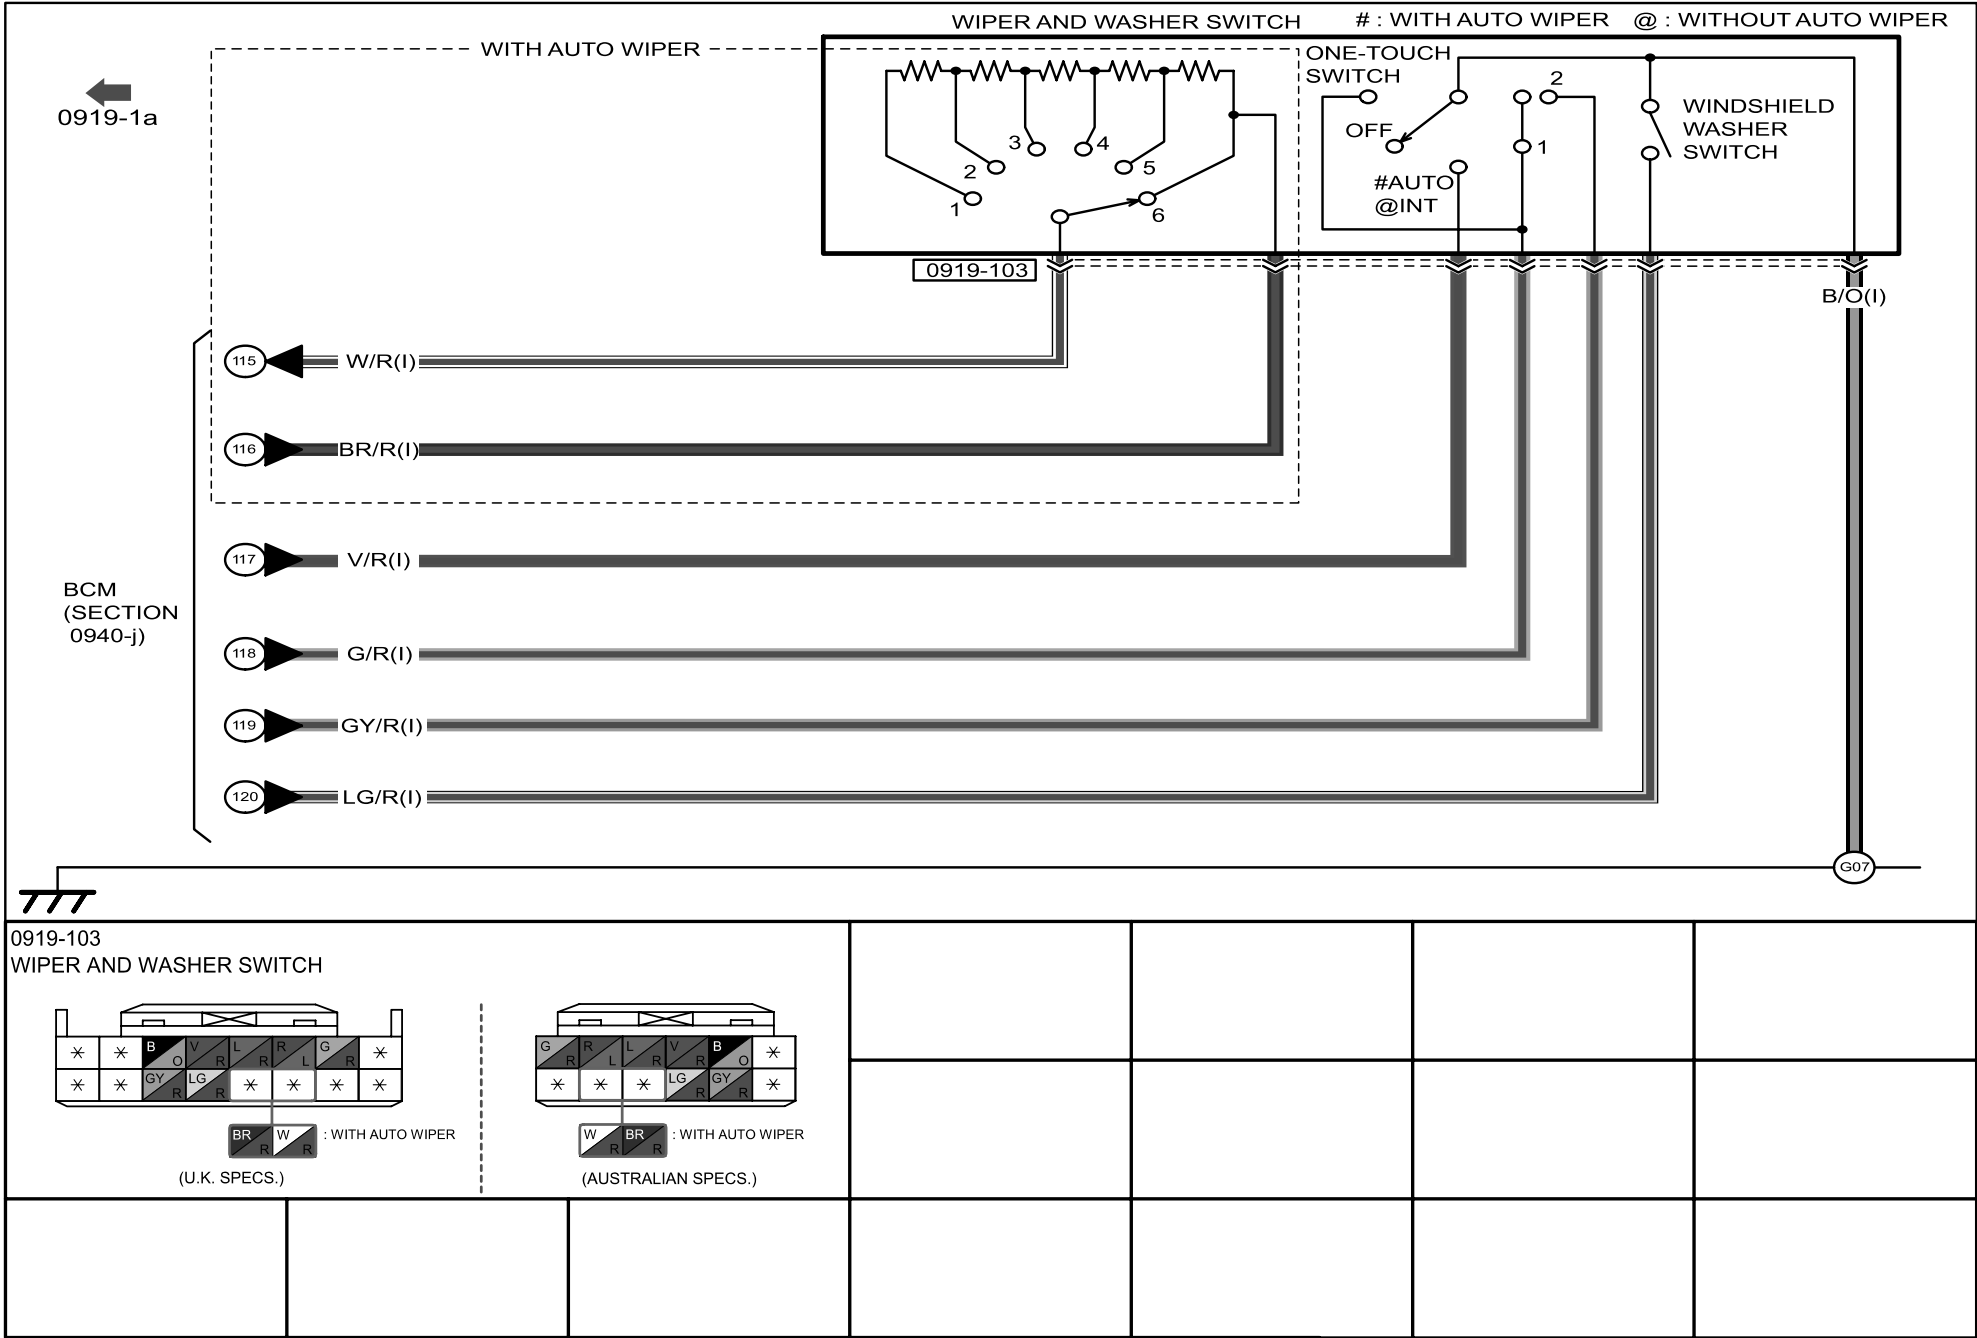 WIPER AND WASHER SWITCH # : WITH AUTO WIPER @ : WITHOUT AUTO WIPER
WITH AUTO WIPER
0919-1a
ONE-TOUCH
SWITCH
OFF
#AUTO
@INT
2
1
WINDSHIELD
WASHER
SWITCH
1
2
3
4
5
6
0919-103
B/O(I)
115 W/R(I)
116 BR/R(I)
117 V/R(I)
118 G/R(I)
119 GY/R(I)
120 LG/R(I)
BCM
(SECTION
0940-j)
G07
0919-103
WIPER AND WASHER SWITCH
* * B O V R L R R L G R *
* * GY R LG R * * * *
BR R W R : WITH AUTO WIPER
(U.K. SPECS.)
G R R L L R V R B O *
* * * LG R GY R *
W R BR R : WITH AUTO WIPER
(AUSTRALIAN SPECS.)